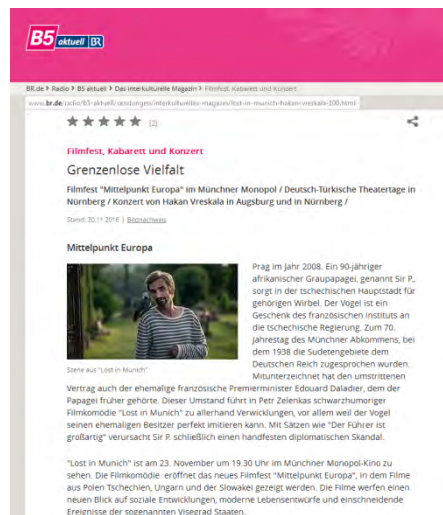 B5 aktuell BR
BR.de > Radio > B5 aktuell > Das interkulturelle Magazin > Filmfest, Kabarett und Konzert
www.br.de/radio/b5-aktuell/sendungen/interkulturelles-magazin/lost-in-munich-hakan-vreskala-100.html
(2)
Filmfest, Kabarett und Konzert
Grenzenlose Vielfalt
Filmfest "Mittelpunkt Europa" im Münchner Monopol / Deutsch-Türkische Theatertage in
Nürnberg / Konzert von Hakan Vreskala in Augsburg und in Nürnberg /
Stand: 20.11.2016 | Bildnachweis
Mittelpunkt Europa
Prag im Jahr 2008. Ein 90-jähriger
afrikanischer Graupapagei, genannt Sir P.,
sorgt in der tschechischen Hauptstadt für
gehörigen Wirbel. Der Vogel ist ein
Geschenk des französischen Instituts an
die tschechische Regierung. Zum 70.
Jahrestag des Münchner Abkommens, bei
dem 1938 die Sudetengebiete dem
Deutschen Reich zugesprochen wurden.
Szene aus "Lost in Munich"
Mitunterzeichnet hat den umstrittenen
Vertrag auch der ehemalige französische Premierminister Edouard Daladier, dem der
Papagei früher gehörte. Dieser Umstand führt in Petr Zelenkas schwarzhumoriger
Filmkomödie "Lost in Munich" zu allerhand Verwicklungen, vor allem weil der Vogel
seinen ehemaligen Besitzer perfekt imitieren kann. Mit Sätzen wie "Der Führer ist
großartig" verursacht Sir P. schließlich einen handfesten diplomatischen Skandal.
"Lost in Munich" ist am 23. November um 19.30 Uhr im Münchner Monopol-Kino zu
sehen. Die Filmkomödie eröffnet das neues Filmfest "Mittelpunkt Europa", in dem Filme
aus Polen Tschechien, Ungarn und der Slowakei gezeigt werden. Die Filme werfen einen
neuen Blick auf soziale Entwicklungen, moderne Lebensentwürfe und einschneidende
Ereignisse der sogenannten Visegrad Staaten.